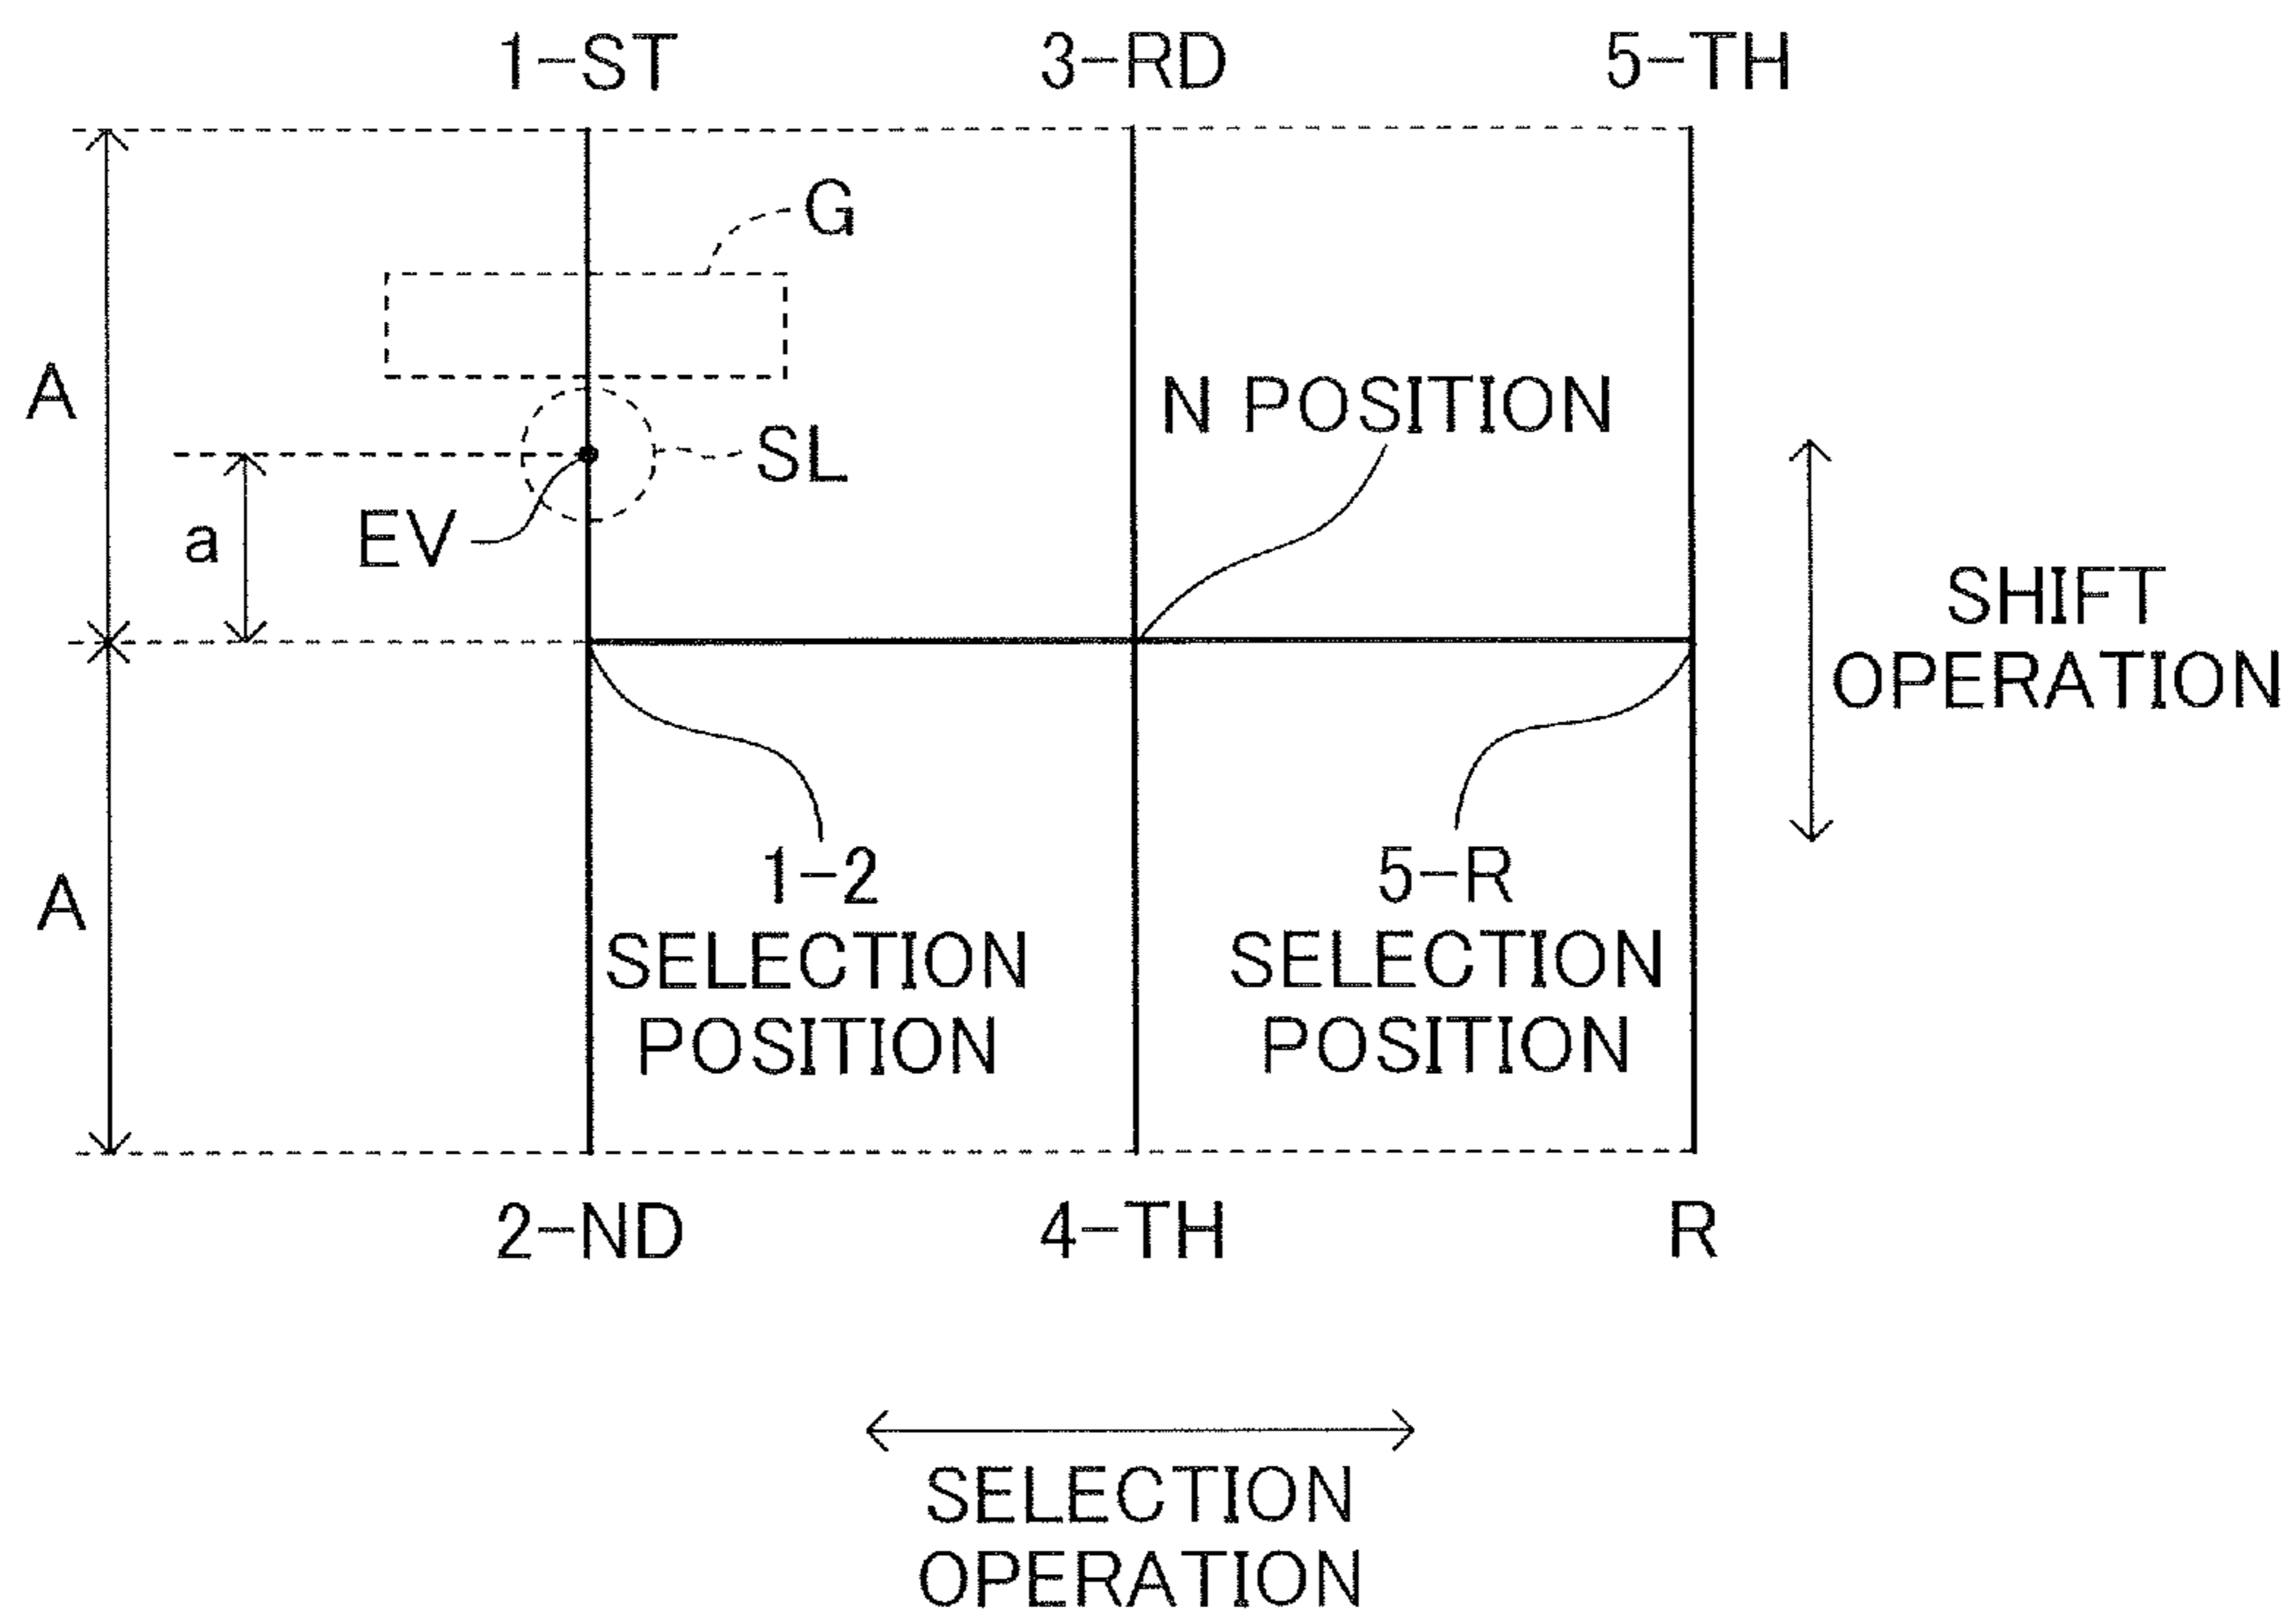 1-ST 3-RD 5-TH
G
A
N POSITION
SL
EV
a
SHIFT
OPERATION
1-2
SELECTION
POSITION
5-R
SELECTION
POSITION
A
2-ND 4-TH R
SELECTION
OPERATION